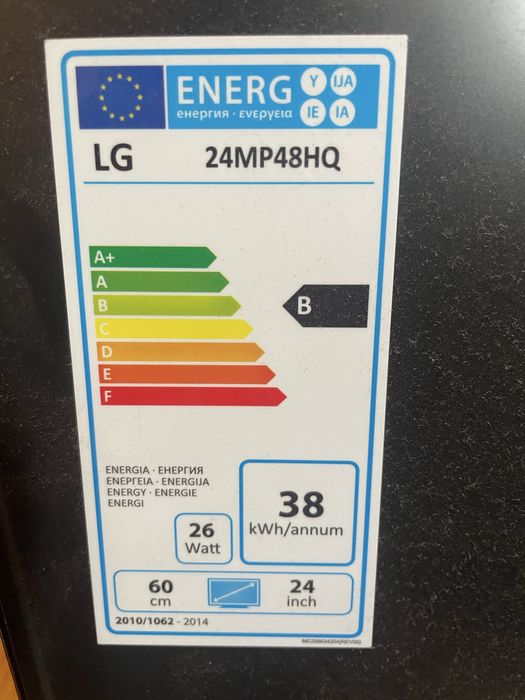 ENERG Y IJA
енергия · ενεργεια IE IA
LG 24MP48HQ
A+
A
B
B
C
D
E
F
ENERGIA · ЕНЕРГИЯ
ΕΝΕΡΓΕΙΑ · ENERGIJA
ENERGY · ENERGIE
ENERGI
38
kWh/annum
26
Watt
60
cm
24
inch
2010/1062 - 2014